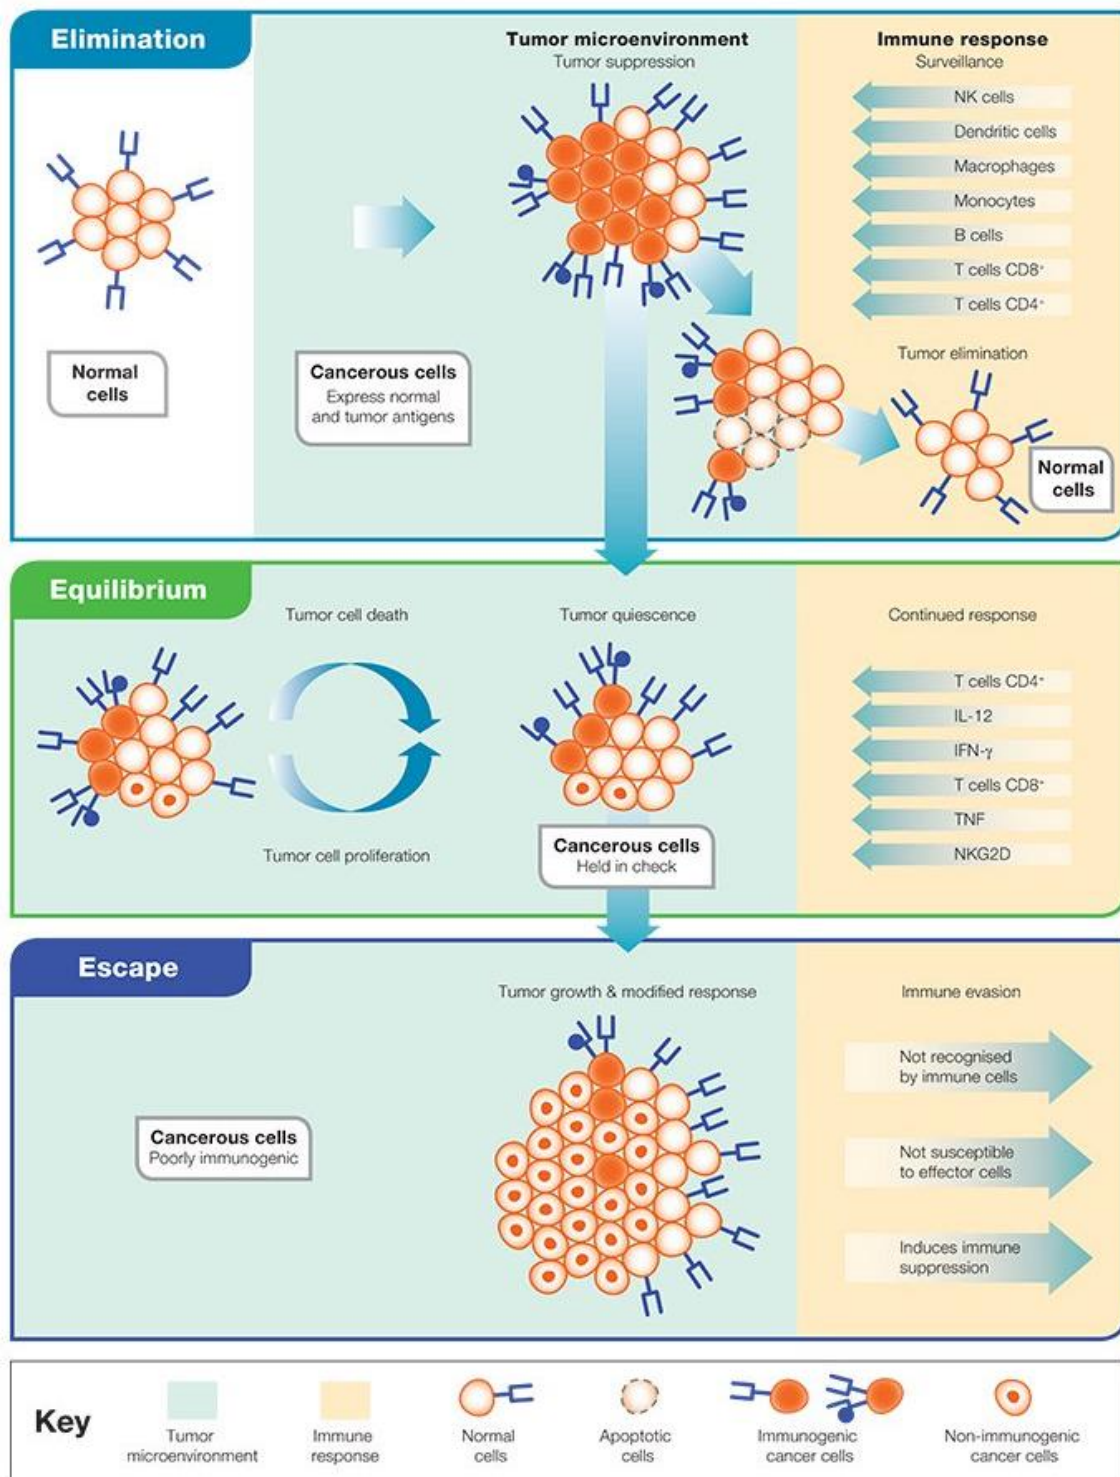 Elimination
Tumor microenvironment
Tumor suppression
Immune response
Surveillance
NK cells
Dendritic cells
Macrophages
Monocytes
B cells
T cells CD8⁺
T cells CD4⁺
Normal
cells
Cancerous cells
Express normal
and tumor antigens
Tumor elimination
Normal
cells
Equilibrium
Tumor cell death
Tumor quiescence
Continued response
T cells CD4⁺
IL-12
IFN-γ
T cells CD8⁺
TNF
NKG2D
Tumor cell proliferation
Cancerous cells
Held in check
Escape
Tumor growth & modified response
Immune evasion
Not recognised
by immune cells
Cancerous cells
Poorly immunogenic
Not susceptible
to effector cells
Induces immune
suppression
Key
Tumor
microenvironment
Immune
response
Normal
cells
Apoptotic
cells
Immunogenic
cancer cells
Non-immunogenic
cancer cells